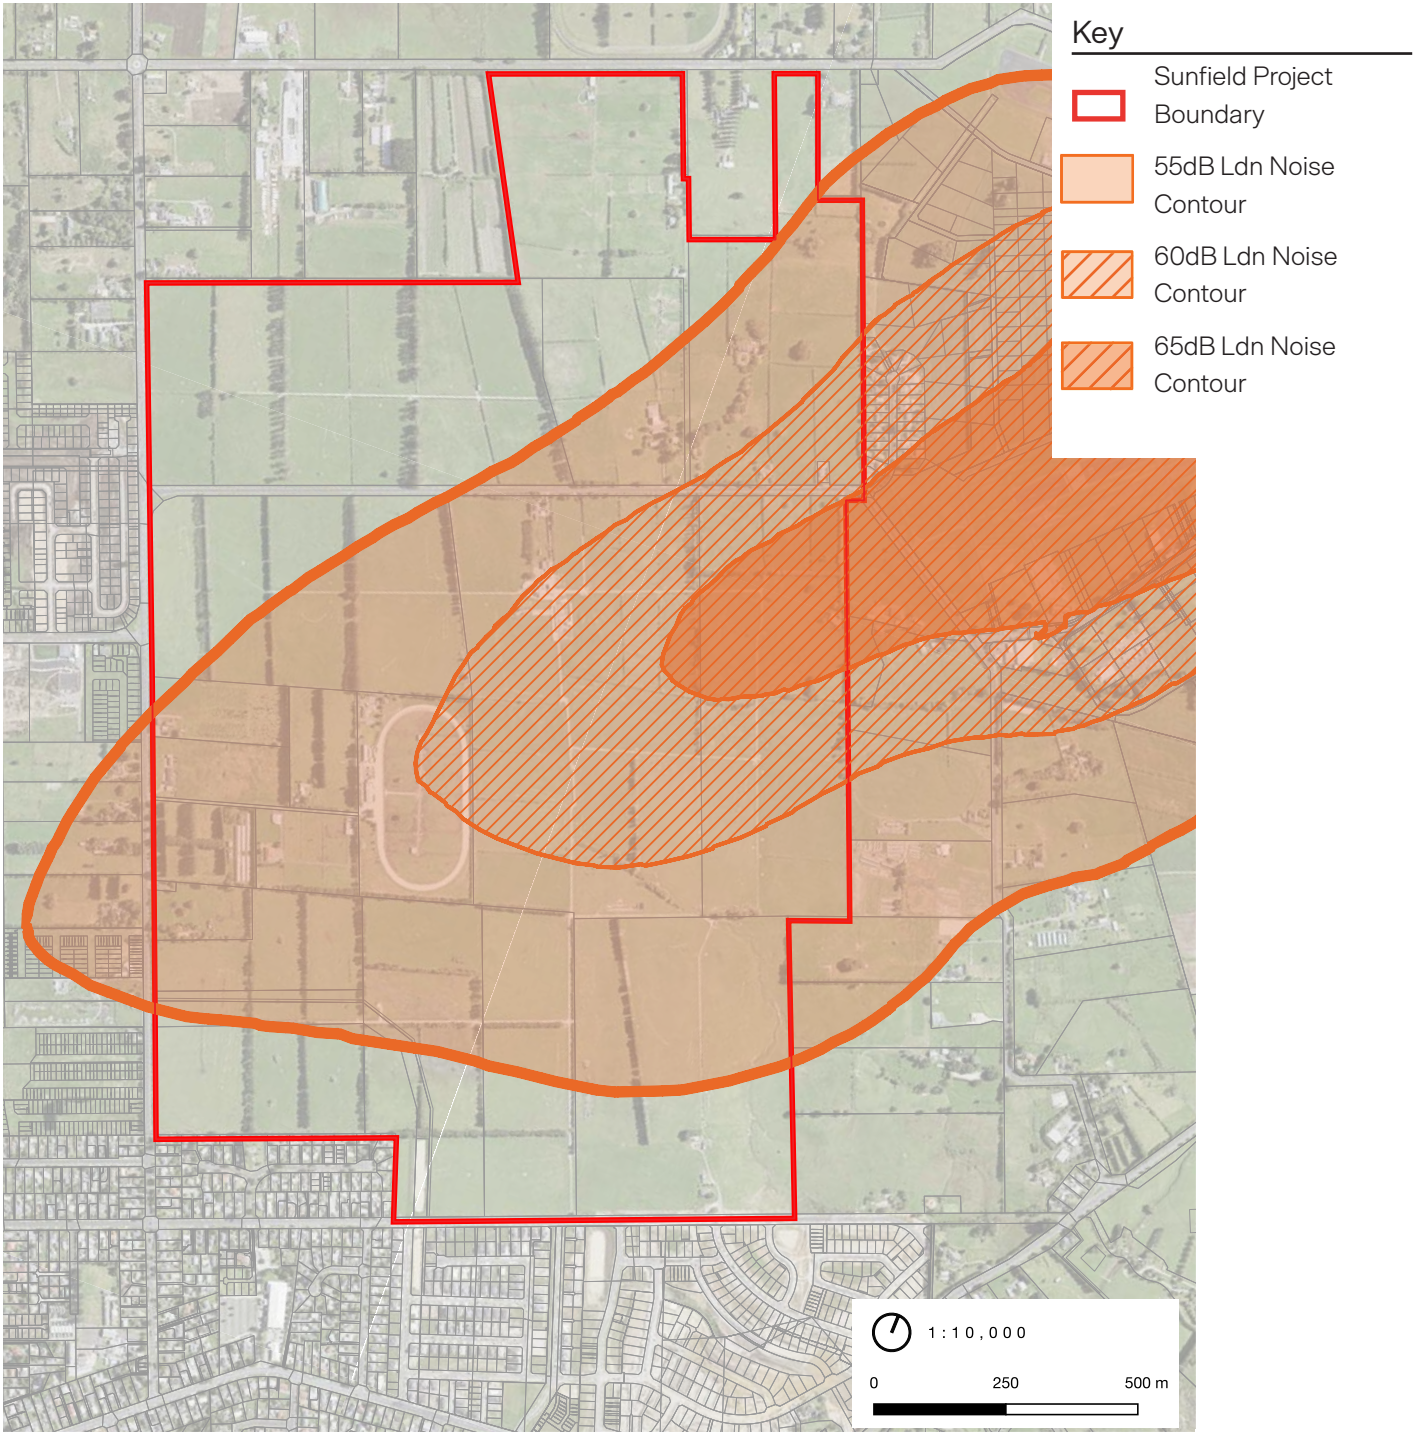 Key
Sunfield Project
Boundary
55dB Ldn Noise
Contour
60dB Ldn Noise
Contour
65dB Ldn Noise
Contour
1:10,000
0 250 500 m